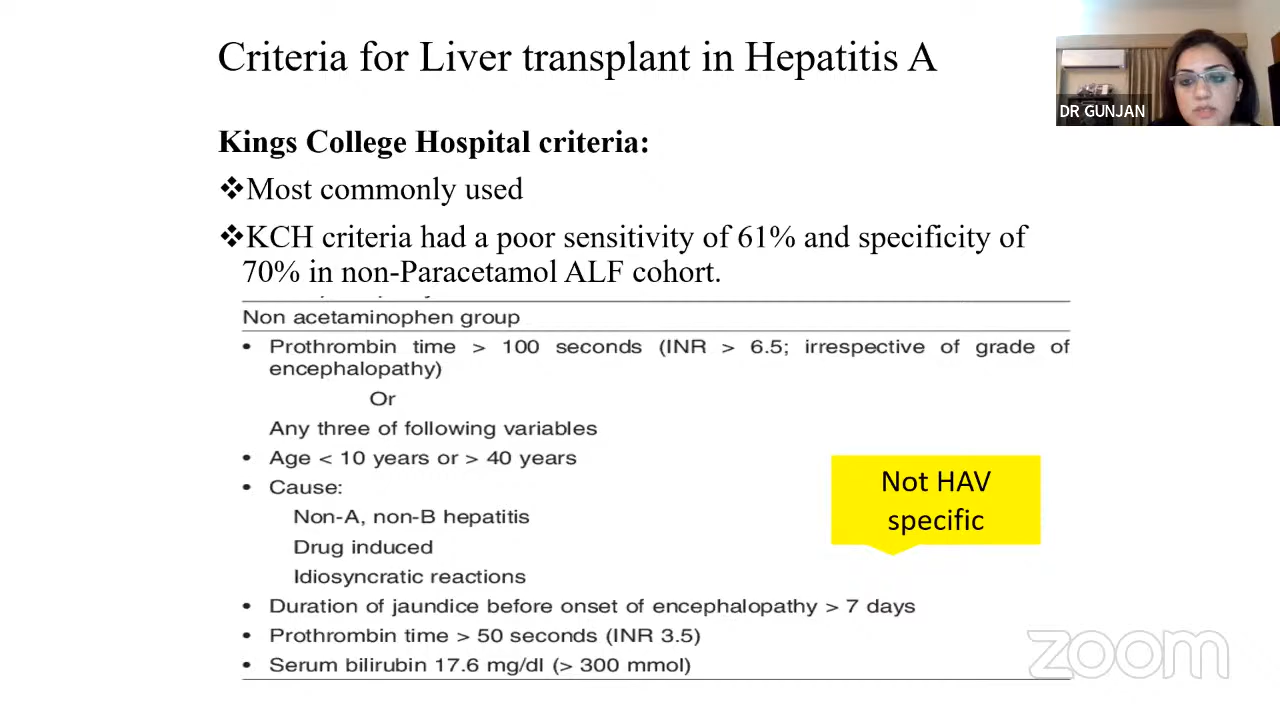 Criteria for Liver transplant in Hepatitis A
DR GUNJAN
Kings College Hospital criteria:
❖Most commonly used
❖KCH criteria had a poor sensitivity of 61% and specificity of
70% in non-Paracetamol ALF cohort.
Non acetaminophen group
• Prothrombin time > 100 seconds (INR > 6.5; irrespective of grade of
encephalopathy)
Or
Any three of following variables
• Age < 10 years or > 40 years
• Cause:
Non-A, non-B hepatitis
Drug induced
Idiosyncratic reactions
• Duration of jaundice before onset of encephalopathy > 7 days
• Prothrombin time > 50 seconds (INR 3.5)
• Serum bilirubin 17.6 mg/dl (> 300 mmol)
Not HAV
specific
zoom